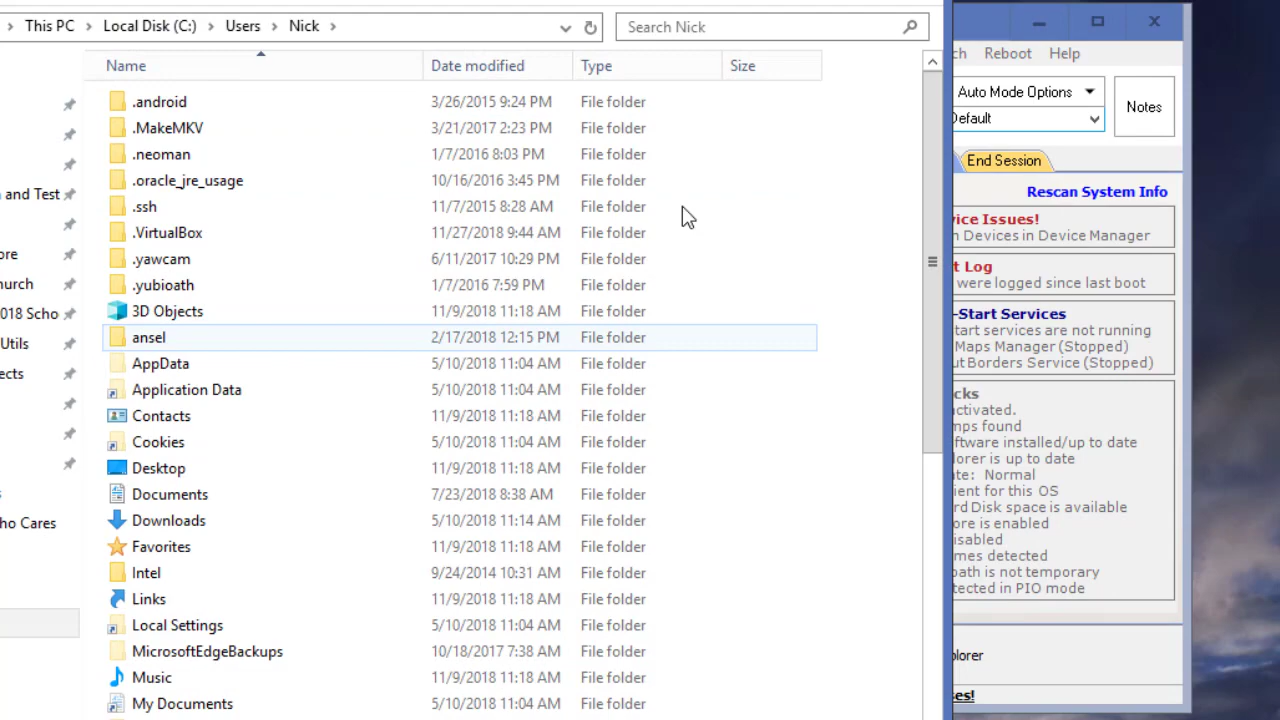 This PC > Local Disk (C:) > Users > Nick >
Search Nick
Name Date modified Type Size
.android 3/26/2015 9:24 PM File folder
.MakeMKV 3/21/2017 2:23 PM File folder
.neoman 1/7/2016 8:03 PM File folder
.oracle_jre_usage 10/16/2016 3:45 PM File folder
.ssh 11/7/2015 8:28 AM File folder
.VirtualBox 11/27/2018 9:44 AM File folder
.yawcam 6/11/2017 10:29 PM File folder
.yubioath 1/7/2016 7:59 PM File folder
3D Objects 11/9/2018 11:18 AM File folder
ansel 2/17/2018 12:15 PM File folder
AppData 5/10/2018 11:04 AM File folder
Application Data 5/10/2018 11:04 AM File folder
Contacts 11/9/2018 11:18 AM File folder
Cookies 5/10/2018 11:04 AM File folder
Desktop 11/9/2018 11:18 AM File folder
Documents 7/23/2018 8:38 AM File folder
Downloads 5/10/2018 11:14 AM File folder
Favorites 11/9/2018 11:18 AM File folder
Intel 9/24/2014 10:31 AM File folder
Links 11/9/2018 11:18 AM File folder
Local Settings 5/10/2018 11:04 AM File folder
MicrosoftEdgeBackups 10/18/2017 7:38 AM File folder
Music 11/9/2018 11:18 AM File folder
My Documents 5/10/2018 11:04 AM File folder
n and Test
ore
hurch
018 Scho
Utils
ects
s
ho Cares
ch Reboot Help
Auto Mode Options
Default
Notes
End Session
Rescan System Info
vice Issues!
n Devices in Device Manager
t Log
were logged since last boot
-Start Services
tart services are not running
Maps Manager (Stopped)
utBorders Service (Stopped)
cks
activated.
mps found
oftware installed/up to date
lorer is up to date
ate: Normal
ient for this OS
rd Disk space is available
ore is enabled
isabled
mes detected
path is not temporary
tected in PIO mode
plorer
ses!